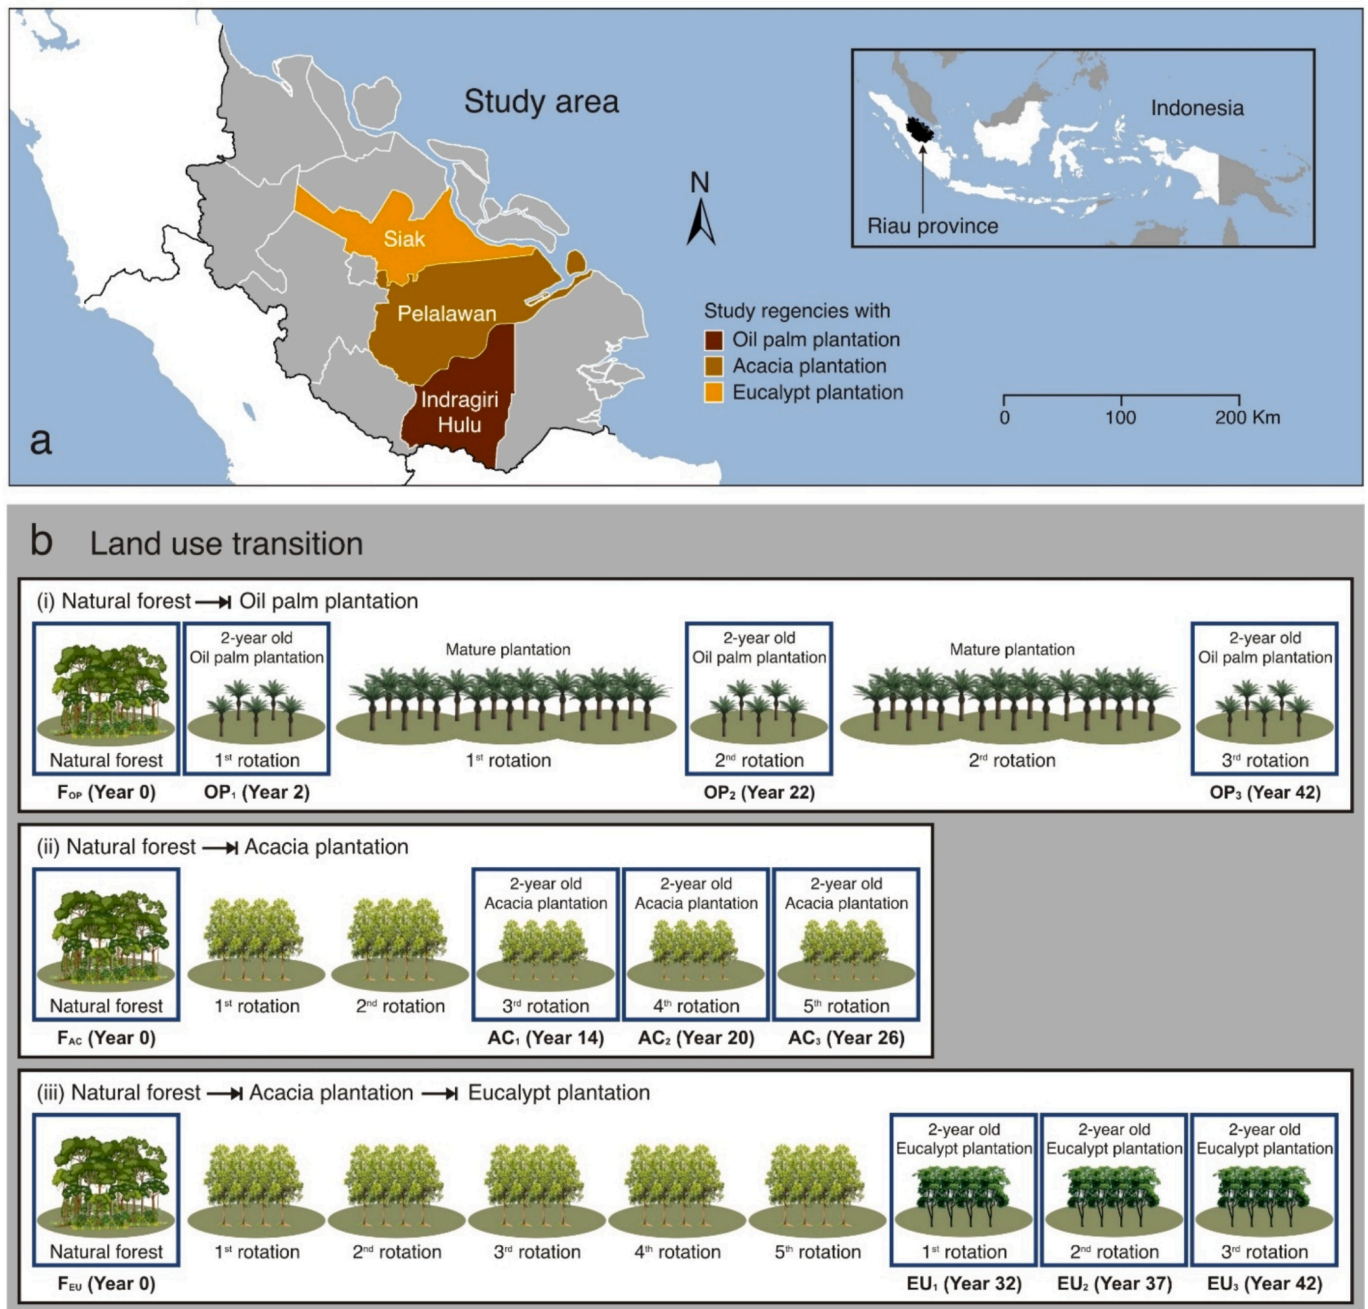 Study area
Indonesia
Riau province
N
Siak
Pelalawan
Indragiri
Hulu
Study regencies with
Oil palm plantation
Acacia plantation
Eucalypt plantation
0 100 200 Km
a
b Land use transition
(i) Natural forest → Oil palm plantation
2-year old
Oil palm plantation
Mature plantation
2-year old
Oil palm plantation
Mature plantation
2-year old
Oil palm plantation
Natural forest 1st rotation 1st rotation 2nd rotation 2rd rotation 3rd rotation
FOP (Year 0) OP1 (Year 2) OP2 (Year 22) OP3 (Year 42)
(ii) Natural forest → Acacia plantation
2-year old
Acacia plantation
2-year old
Acacia plantation
2-year old
Acacia plantation
Natural forest 1st rotation 2nd rotation 3rd rotation 4th rotation 5th rotation
FAC (Year 0) AC1 (Year 14) AC2 (Year 20) AC3 (Year 26)
(iii) Natural forest → Acacia plantation → Eucalypt plantation
2-year old
Eucalypt plantation
2-year old
Eucalypt plantation
2-year old
Eucalypt plantation
Natural forest 1st rotation 2nd rotation 3rd rotation 4th rotation 5th rotation 1st rotation 2nd rotation 3rd rotation
FEU (Year 0) EU1 (Year 32) EU2 (Year 37) EU3 (Year 42)